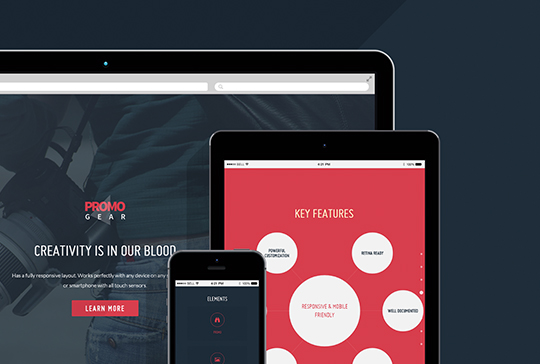 PROMO
GEAR
CREATIVITY IS IN OUR BLOOD
Has a fully responsive layout. Works perfectly with any device on any
or smartphone with all touch sensors
LEARN MORE
BELL
4:21 PM
100%
KEY FEATURES
POWERFUL
CUSTOMIZATION
RETINA READY
RESPONSIVE & MOBILE
FRIENDLY
WELL DOCUMENTED
BELL
4:21 PM
100%
ELEMENTS